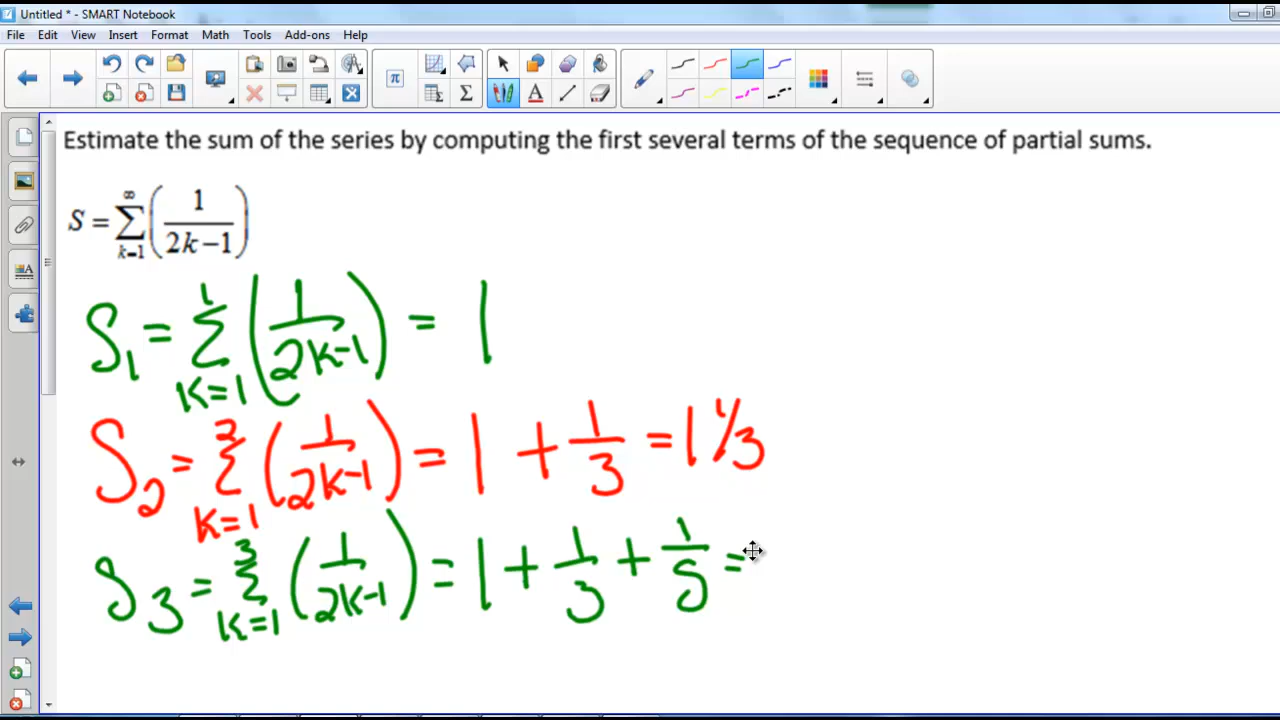 Untitled * - SMART Notebook
File Edit View Insert Format Math Tools Add-ons Help
Estimate the sum of the series by computing the first several terms of the sequence of partial sums.
S = ∑_{k=1}^{∞} (1/(2k−1))
S₁ = ∑_{K=1}^{1} (1/(2K-1)) = 1
S₂ = ∑_{K=1}^{2} (1/(2K-1)) = 1 + 1/3 = 1 1/3
S₃ = ∑_{K=1}^{3} (1/(2K-1)) = 1 + 1/3 + 1/5 =